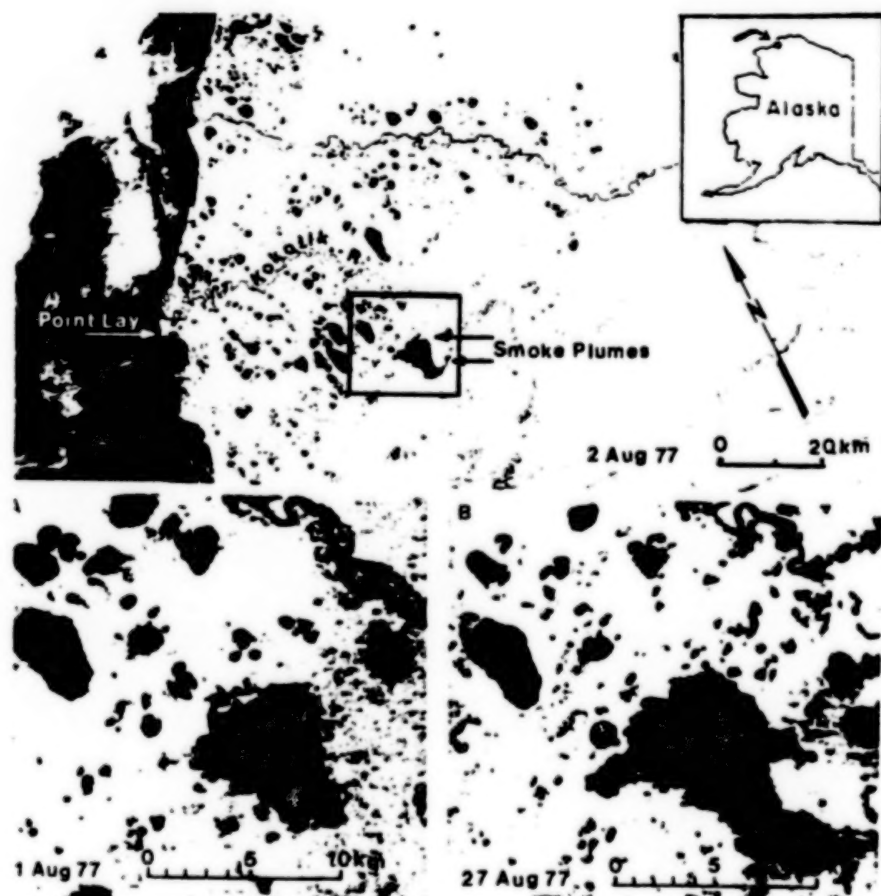 Alaska
Kokolik R.
Point Lay
Smoke Plumes
N
2 Aug 77
0 20km
B
1 Aug 77
0 5 10km
27 Aug 77
0 5